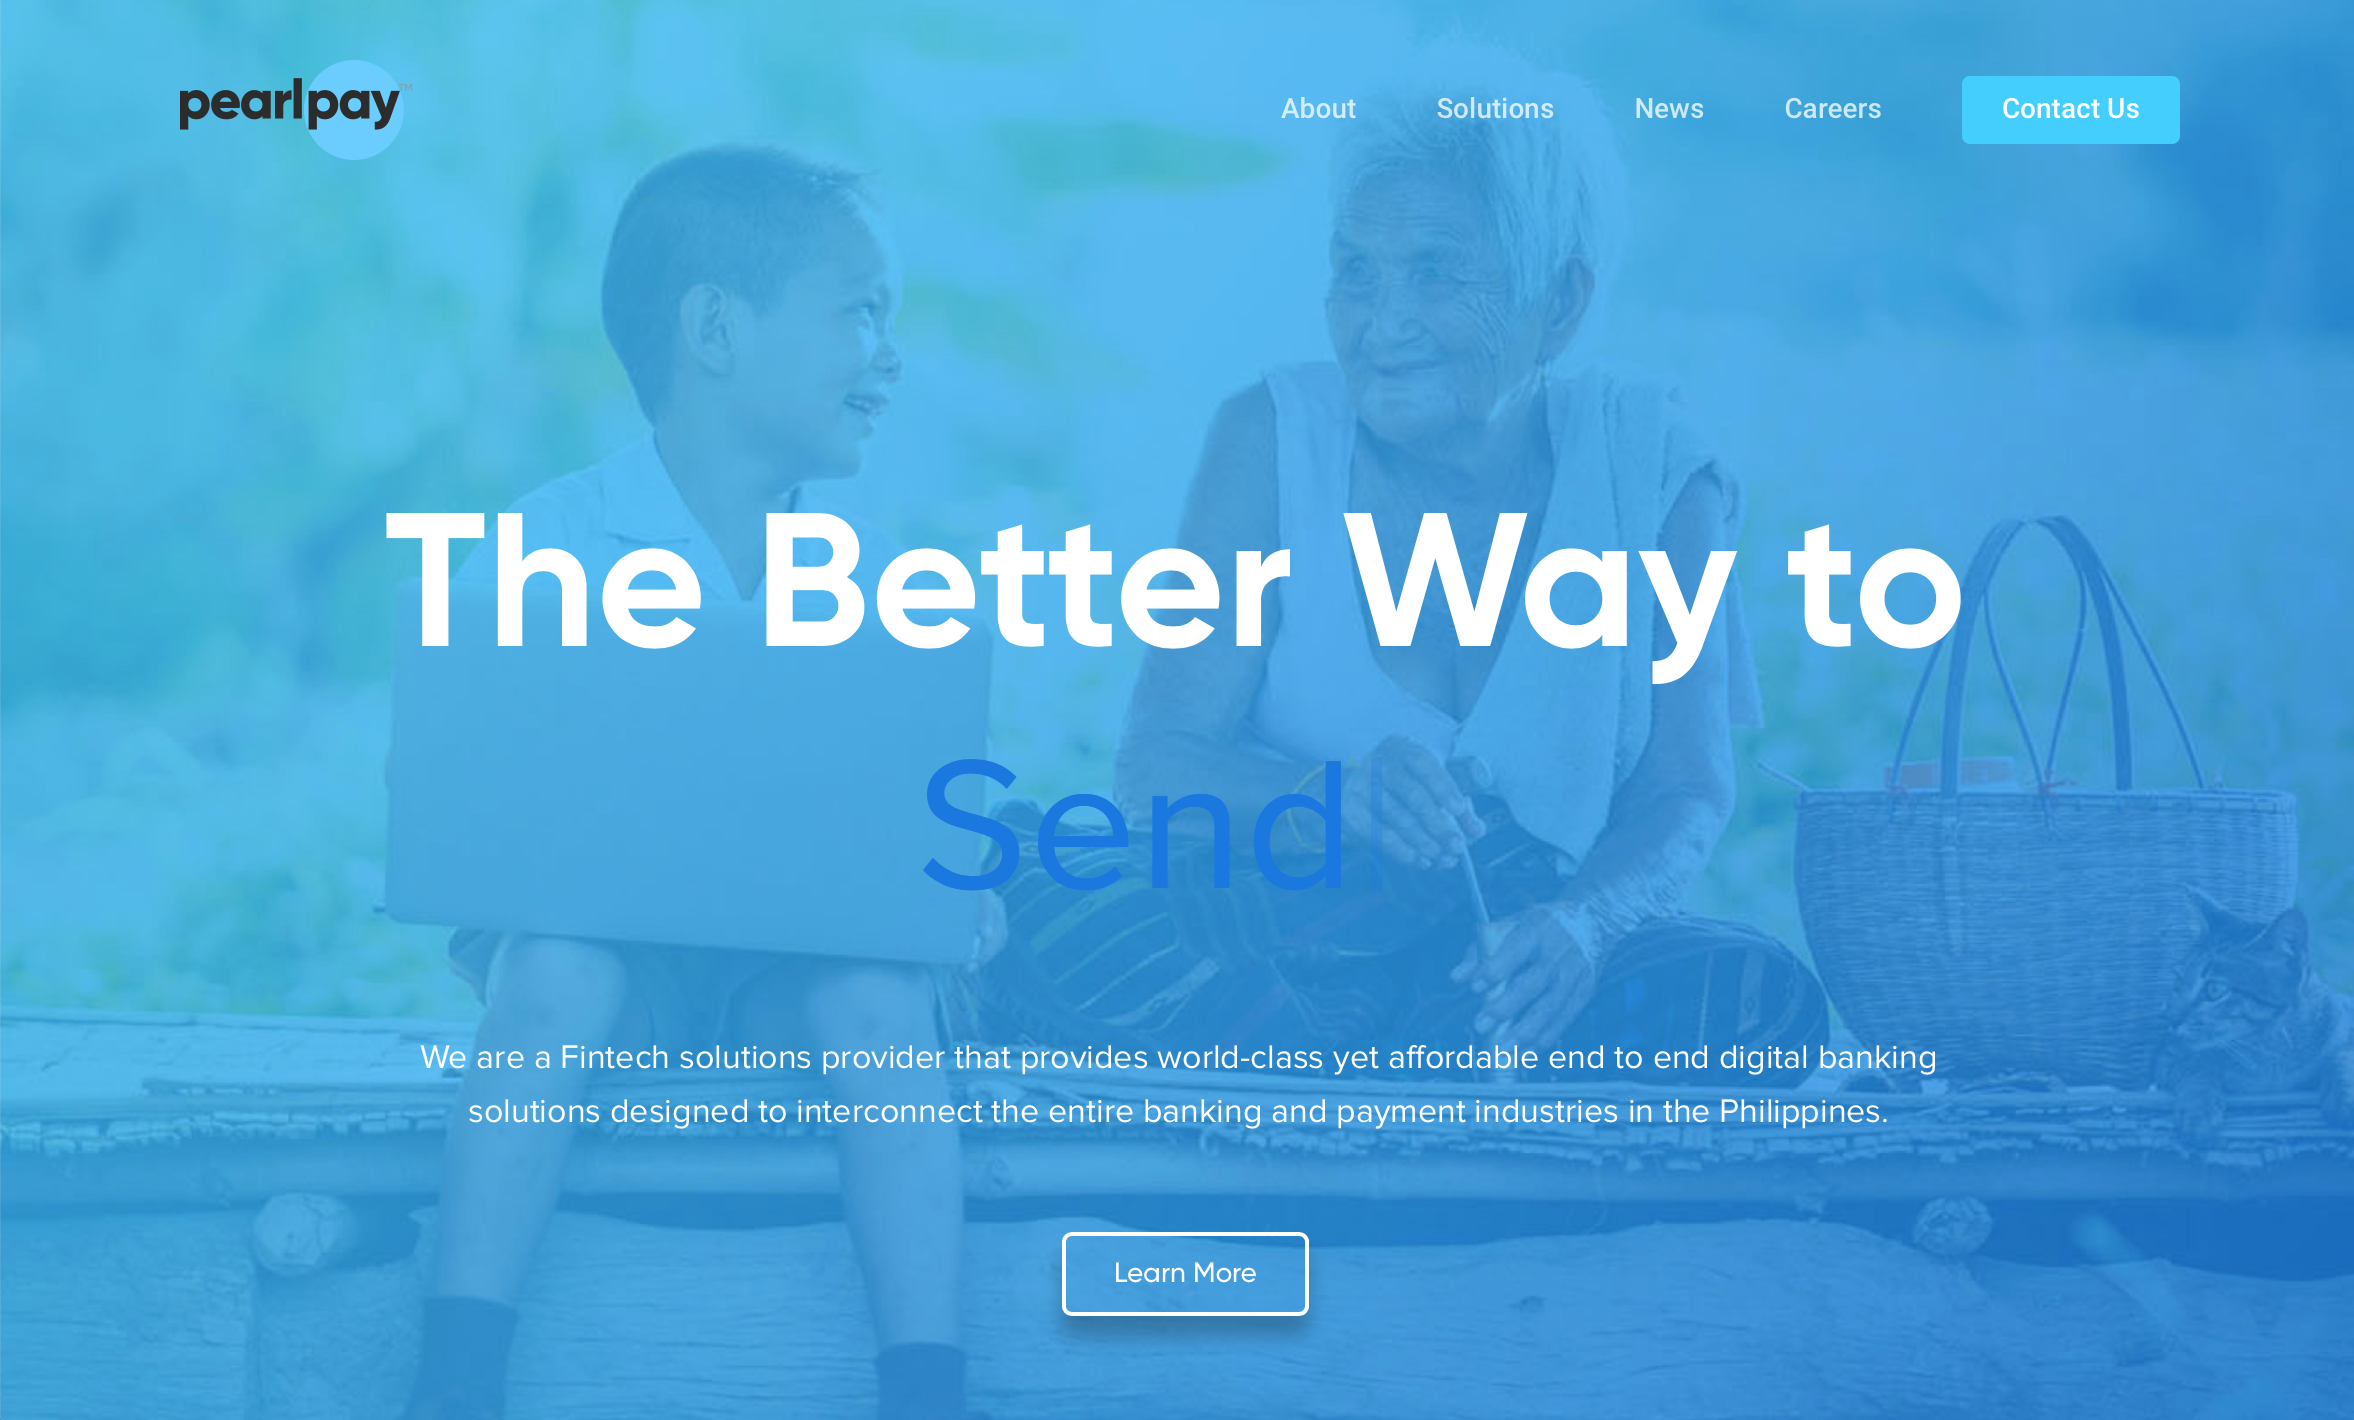 pearlpay™
About
Solutions
News
Careers
Contact Us
The Better Way to
Send
We are a Fintech solutions provider that provides world-class yet affordable end to end digital banking
solutions designed to interconnect the entire banking and payment industries in the Philippines.
Learn More